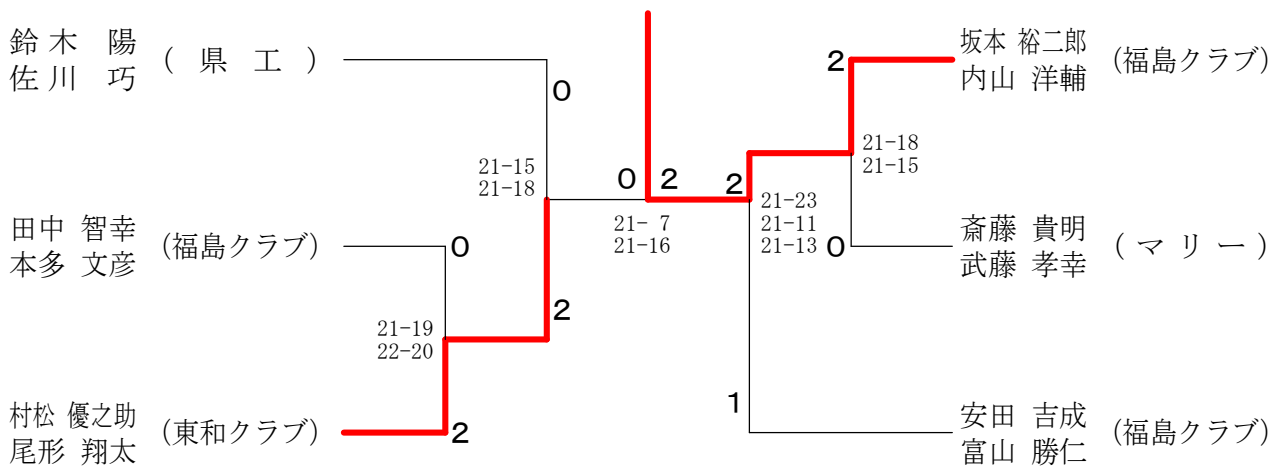 鈴木 陽
佐川 巧
( 県 工 )
0
21-15
21-18
田中 智幸
本多 文彦
(福島クラブ)
0
21-19
22-20
2
村松 優之助
尾形 翔太
(東和クラブ)
2
0
2
21- 7
21-16
2
坂本 裕二郎
内山 洋輔
(福島クラブ)
2
21-18
21-15
21-23
21-11
21-13
0
斎藤 貴明
武藤 孝幸
( マ リ ー )
1
安田 吉成
富山 勝仁
(福島クラブ)